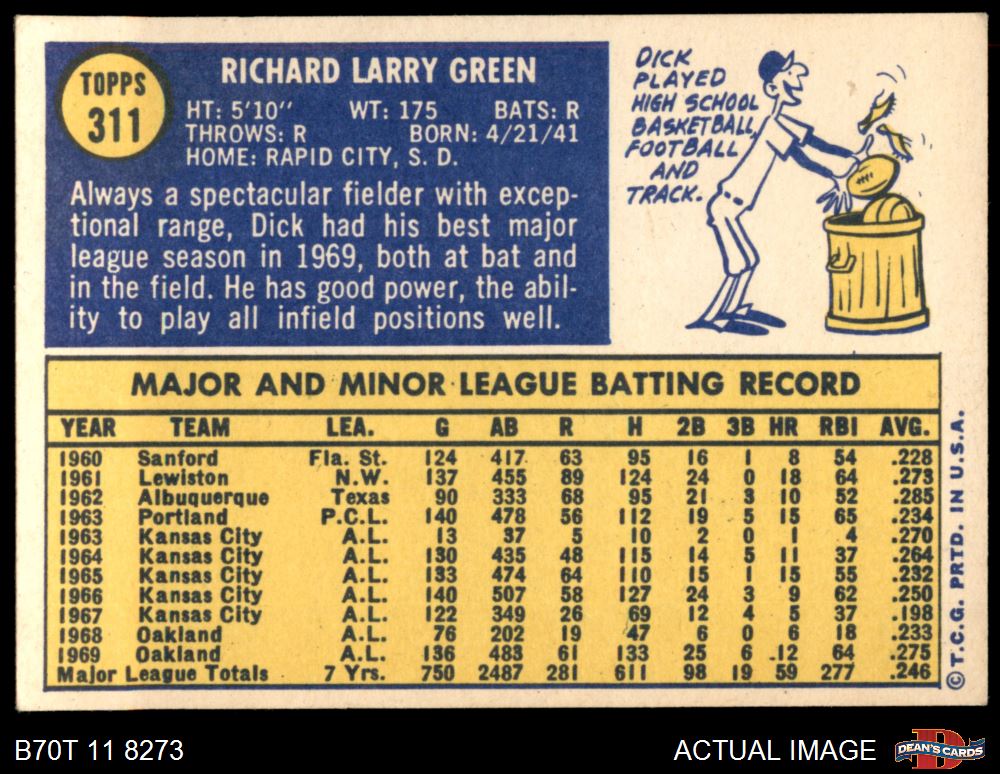 TOPPS
311
RICHARD LARRY GREEN
HT: 5'10" WT: 175 BATS: R
THROWS: R BORN: 4/21/41
HOME: RAPID CITY, S. D.
Always a spectacular fielder with excep-
tional range, Dick had his best major
league season in 1969, both at bat and
in the field. He has good power, the abil-
ity to play all infield positions well.
DICK
PLAYED
HIGH SCHOOL
BASKETBALL,
FOOTBALL
AND
TRACK.
MAJOR AND MINOR LEAGUE BATTING RECORD
YEAR TEAM LEA. G AB R H 2B 3B HR RBI AVG.
1960 Sanford Fla. St. 124 417 63 95 16 1 8 54 .228
1961 Lewiston N.W. 137 455 89 124 24 0 18 64 .273
1962 Albuquerque Texas 90 333 68 95 21 3 10 52 .285
1963 Portland P.C.L. 140 478 56 112 19 5 15 65 .234
1963 Kansas City A.L. 13 37 5 10 2 0 1 4 .270
1964 Kansas City A.L. 130 435 48 115 14 5 11 37 .264
1965 Kansas City A.L. 133 474 64 110 15 1 15 55 .232
1966 Kansas City A.L. 140 507 58 127 24 3 9 62 .250
1967 Kansas City A.L. 122 349 26 69 12 4 5 37 .198
1968 Oakland A.L. 76 202 19 47 6 0 6 18 .233
1969 Oakland A.L. 136 483 61 133 25 6 12 64 .275
Major League Totals 7 Yrs. 750 2487 281 611 98 19 59 277 .246
©T.C.G. PRTD. IN U.S.A.
B70T 11 8273
ACTUAL IMAGE
DEAN'S CARDS